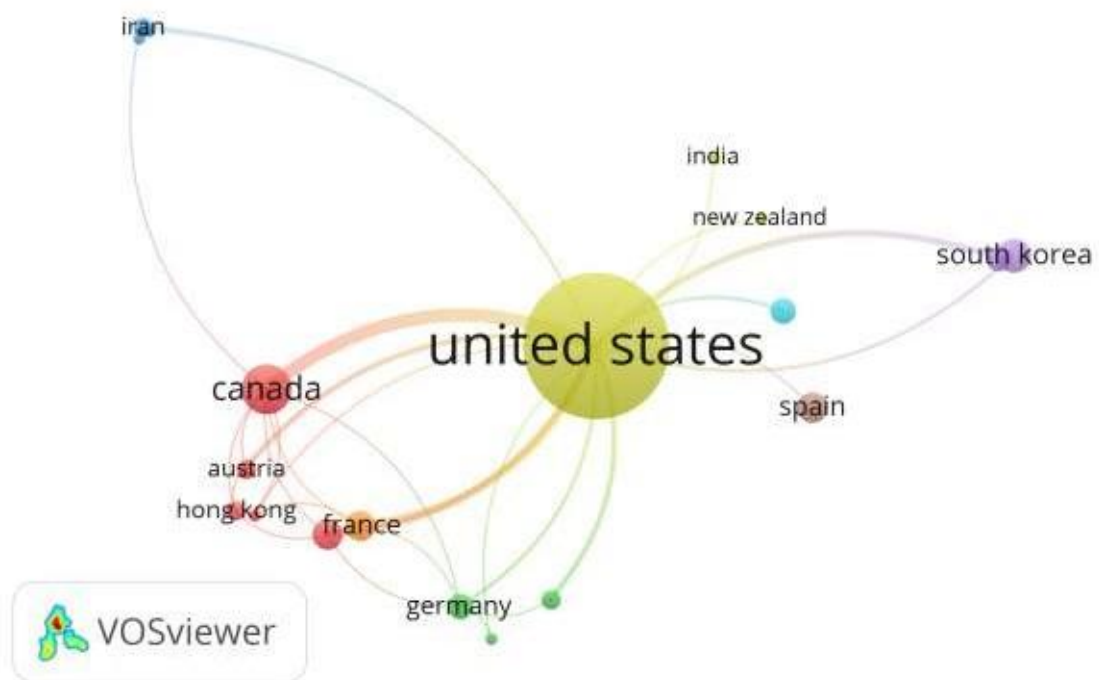 iran
india
new zealand
south korea
united states
canada
spain
austria
hong kong
france
germany
VOSviewer